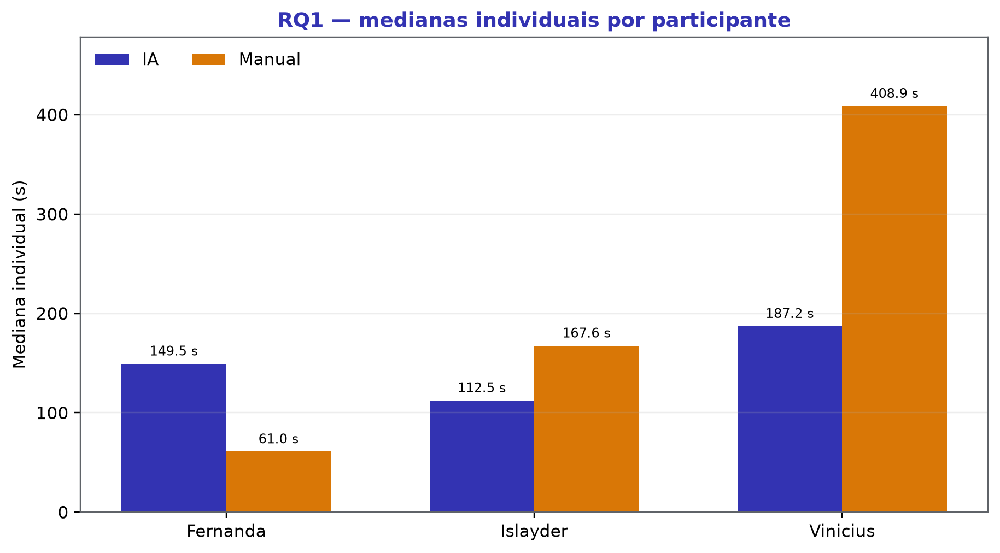 RQ1 — medianas individuais por participante
IA
Manual
Mediana individual (s)
400
300
200
100
0
149.5 s
61.0 s
112.5 s
167.6 s
187.2 s
408.9 s
Fernanda
Islayder
Vinicius